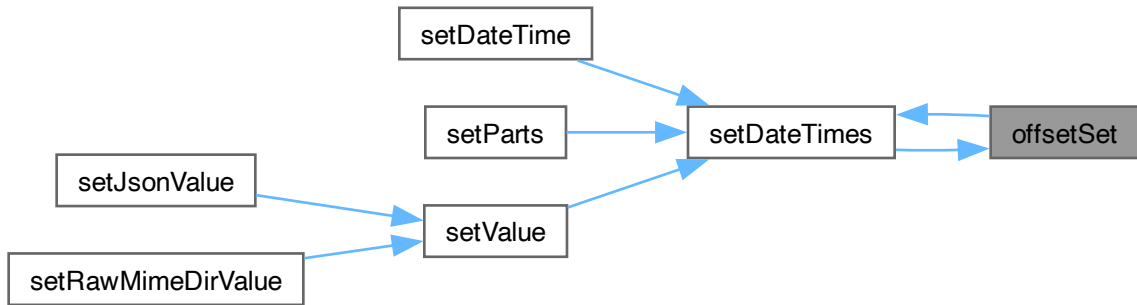 setDateTime
setParts
setDateTimes
offsetSet
setJsonValue
setValue
setRawMimeDirValue